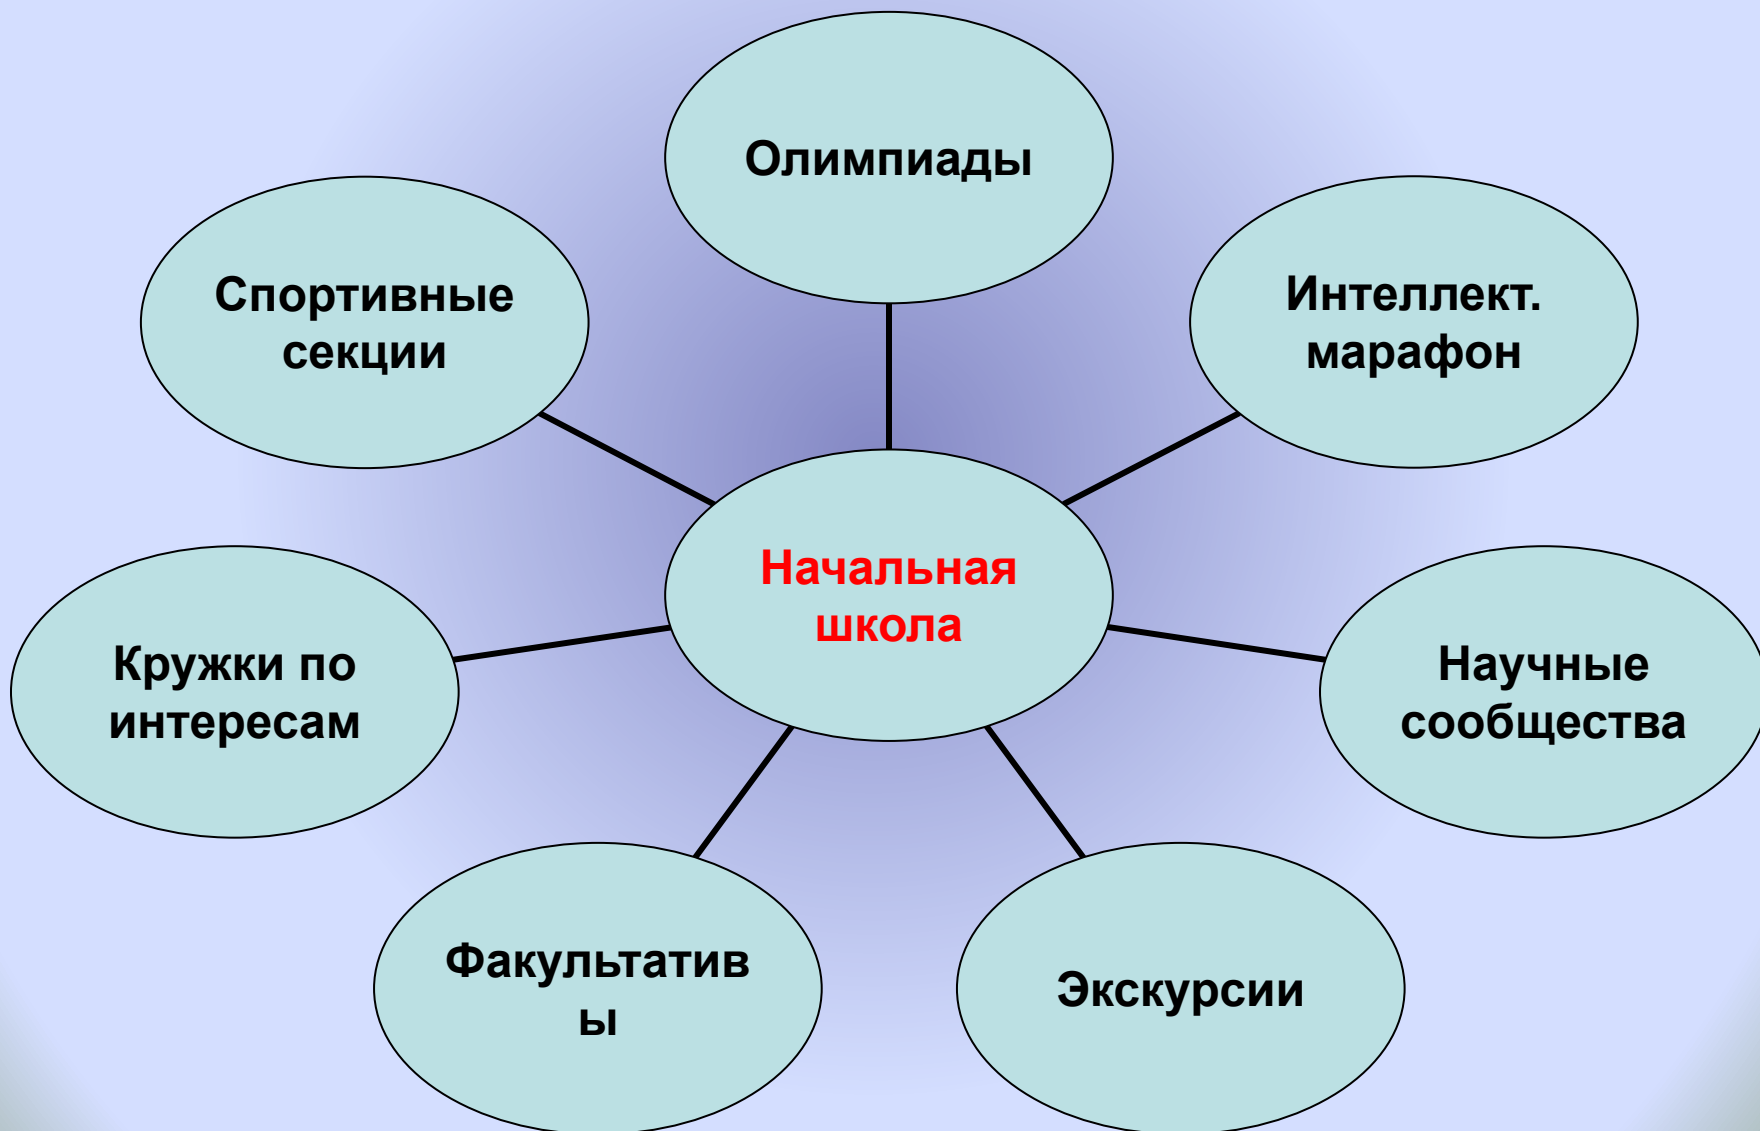 Олимпиады
Спортивные
секции
Интеллект.
марафон
Начальная
школа
Кружки по
интересам
Научные
сообщества
Факультатив
ы
Экскурсии